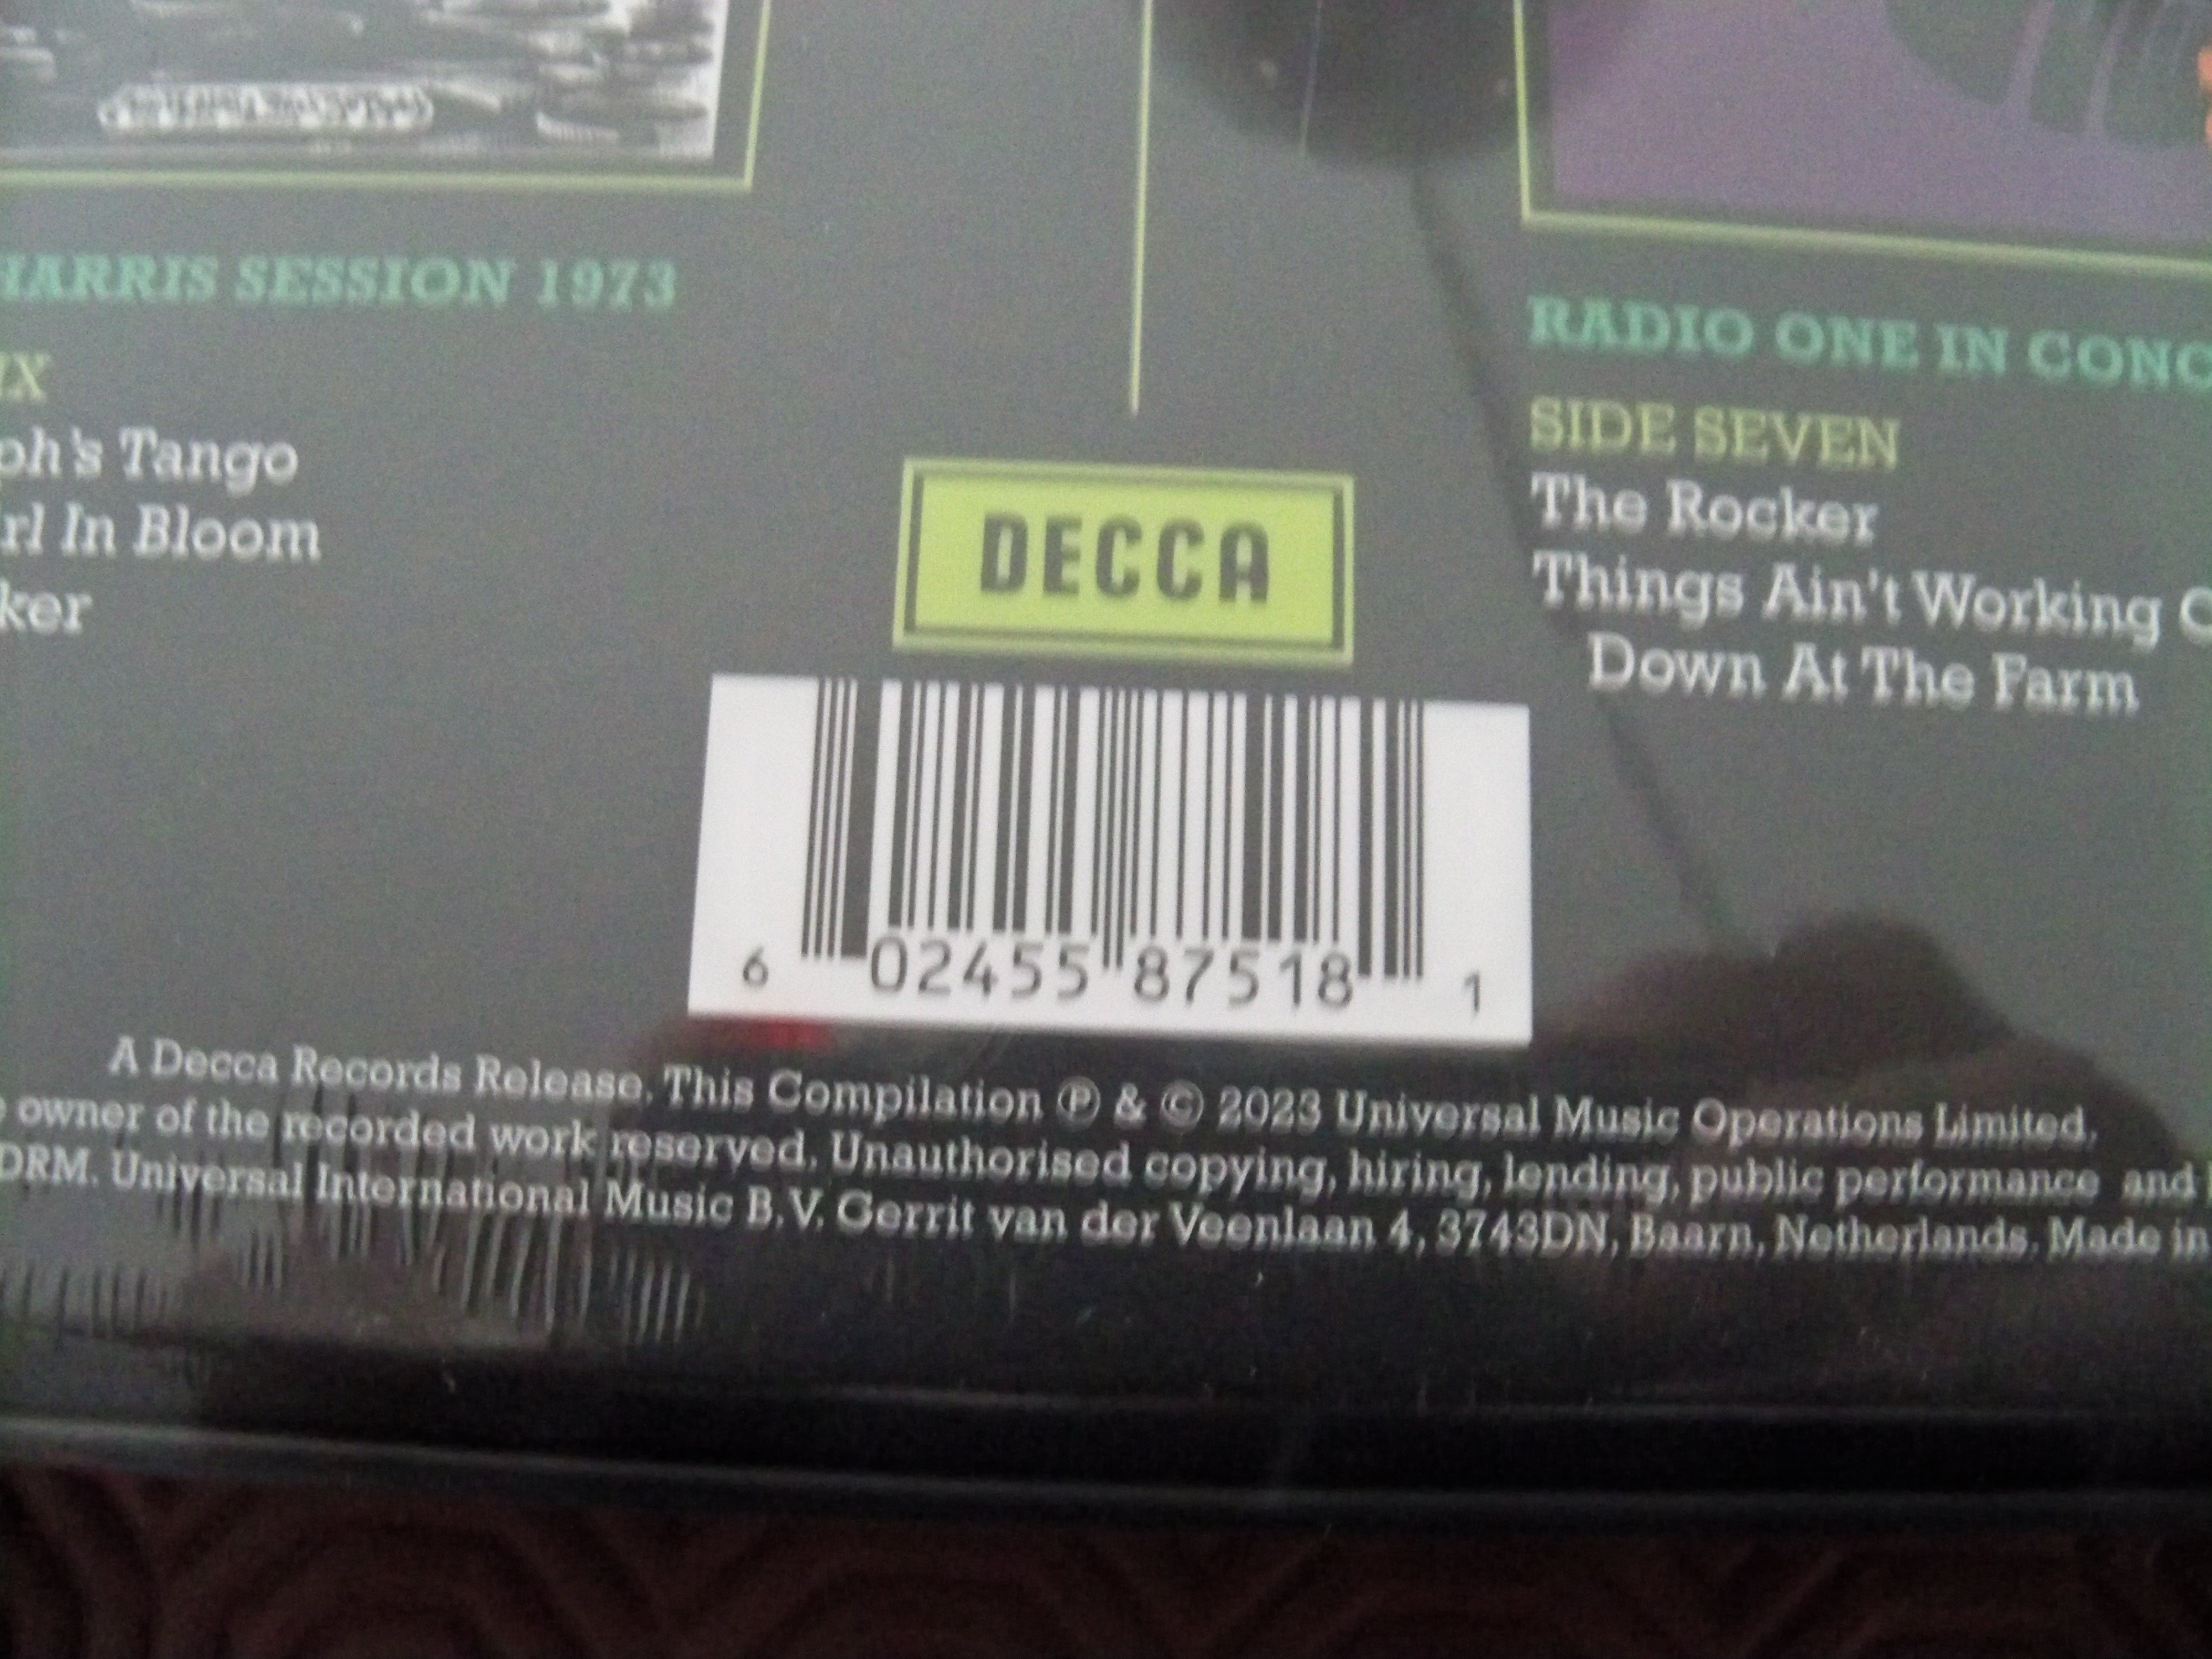 HARRIS SESSION 1973
IX
oh's Tango
rl In Bloom
ker
RADIO ONE IN CONC
SIDE SEVEN
The Rocker
Things Ain't Working O
Down At The Farm
DECCA
6 02455 87518 1
A Decca Records Release. This Compilation ℗ & © 2023 Universal Music Operations Limited.
owner of the recorded work reserved. Unauthorised copying, hiring, lending, public performance and
DRM. Universal International Music B.V. Gerrit van der Veenlaan 4, 3743DN, Baarn, Netherlands. Made in